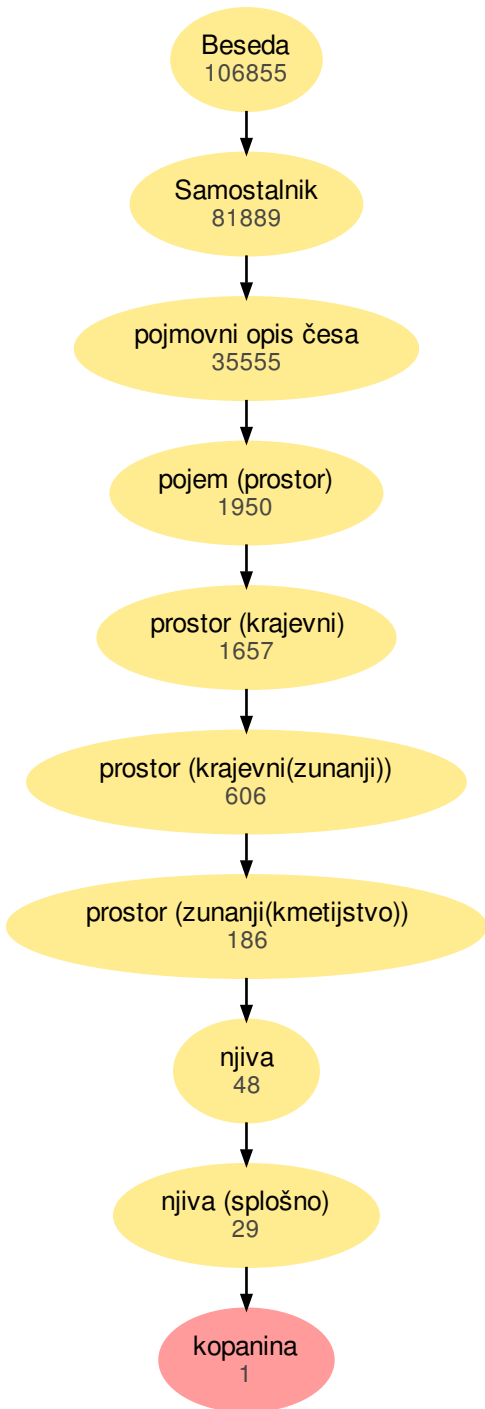 Beseda
106855
Samostalnik
81889
pojmovni opis česa
35555
pojem (prostor)
1950
prostor (krajevni)
1657
prostor (krajevni(zunanji))
606
prostor (zunanji(kmetijstvo))
186
njiva
48
njiva (splošno)
29
kopanina
1